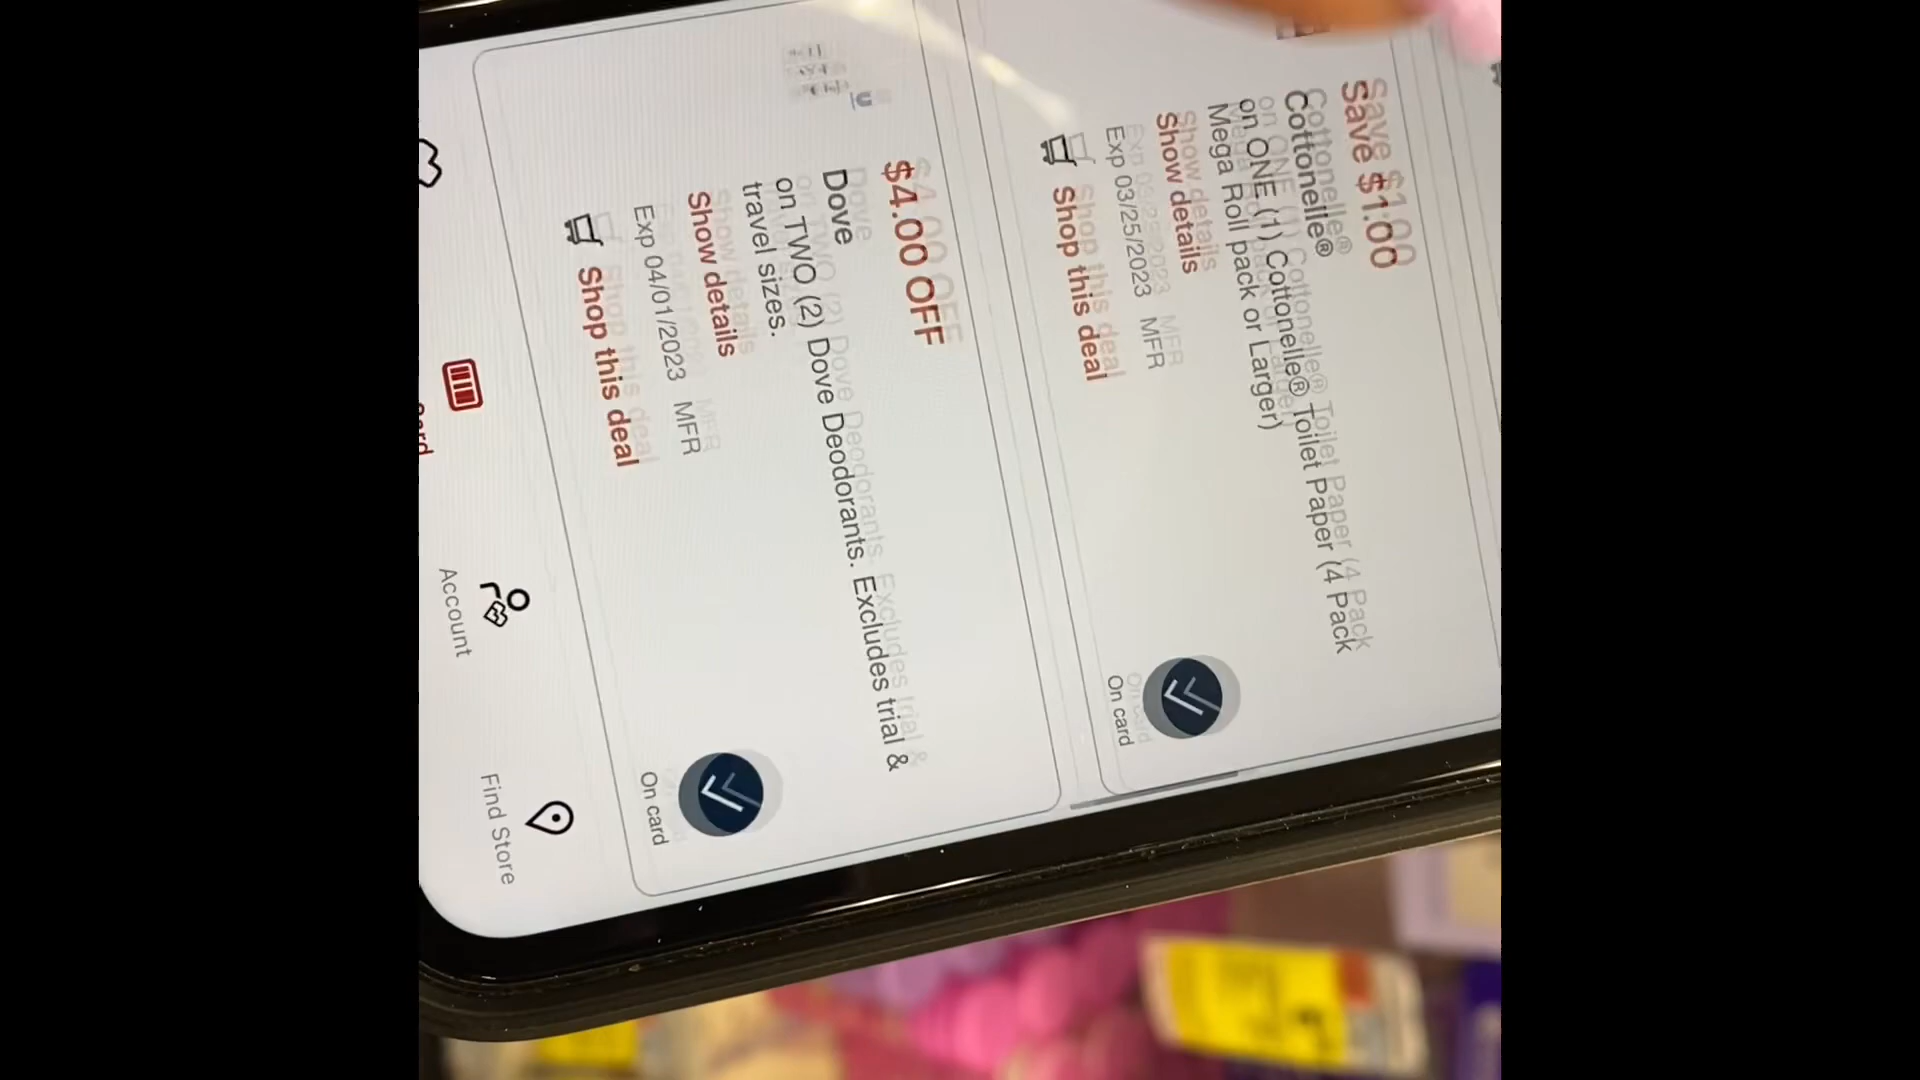 Save $1.00
Cottonelle®
on ONE (1) Cottonelle® Toilet Paper (4 Pack
Mega Roll pack or Larger)
Show details
Exp 03/25/2023 MFR
Shop this deal
On card
$4.00 OFF
Dove
on TWO (2) Dove Deodorants. Excludes trial &
travel sizes.
Show details
Exp 04/01/2023 MFR
Shop this deal
On card
Account
Find Store